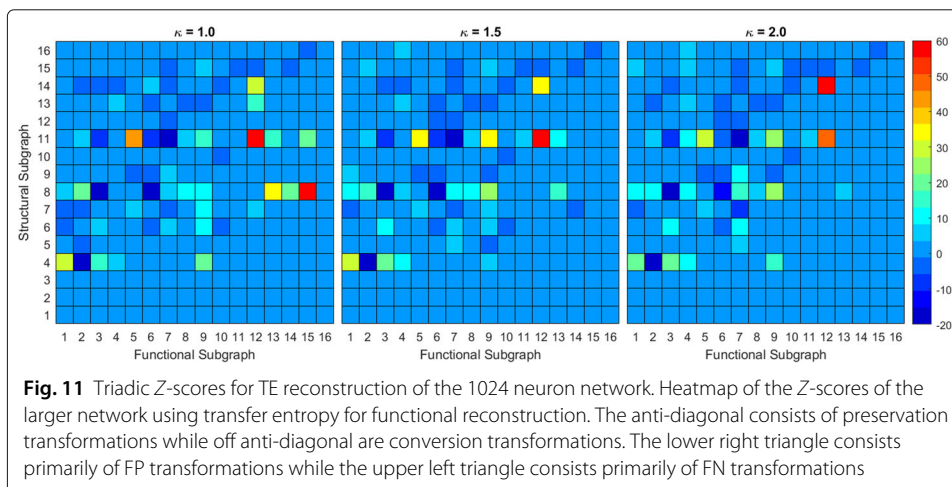 κ = 1.0
κ = 1.5
κ = 2.0
Structural Subgraph
16
15
14
13
12
11
10
9
8
7
6
5
4
3
2
1
1 2 3 4 5 6 7 8 9 10 11 12 13 14 15 16
1 2 3 4 5 6 7 8 9 10 11 12 13 14 15 16
1 2 3 4 5 6 7 8 9 10 11 12 13 14 15 16
Functional Subgraph
Functional Subgraph
Functional Subgraph
60
50
40
30
20
10
0
-10
-20
Fig. 11 Triadic Z-scores for TE reconstruction of the 1024 neuron network. Heatmap of the Z-scores of the
larger network using transfer entropy for functional reconstruction. The anti-diagonal consists of preservation
transformations while off anti-diagonal are conversion transformations. The lower right triangle consists
primarily of FP transformations while the upper left triangle consists primarily of FN transformations